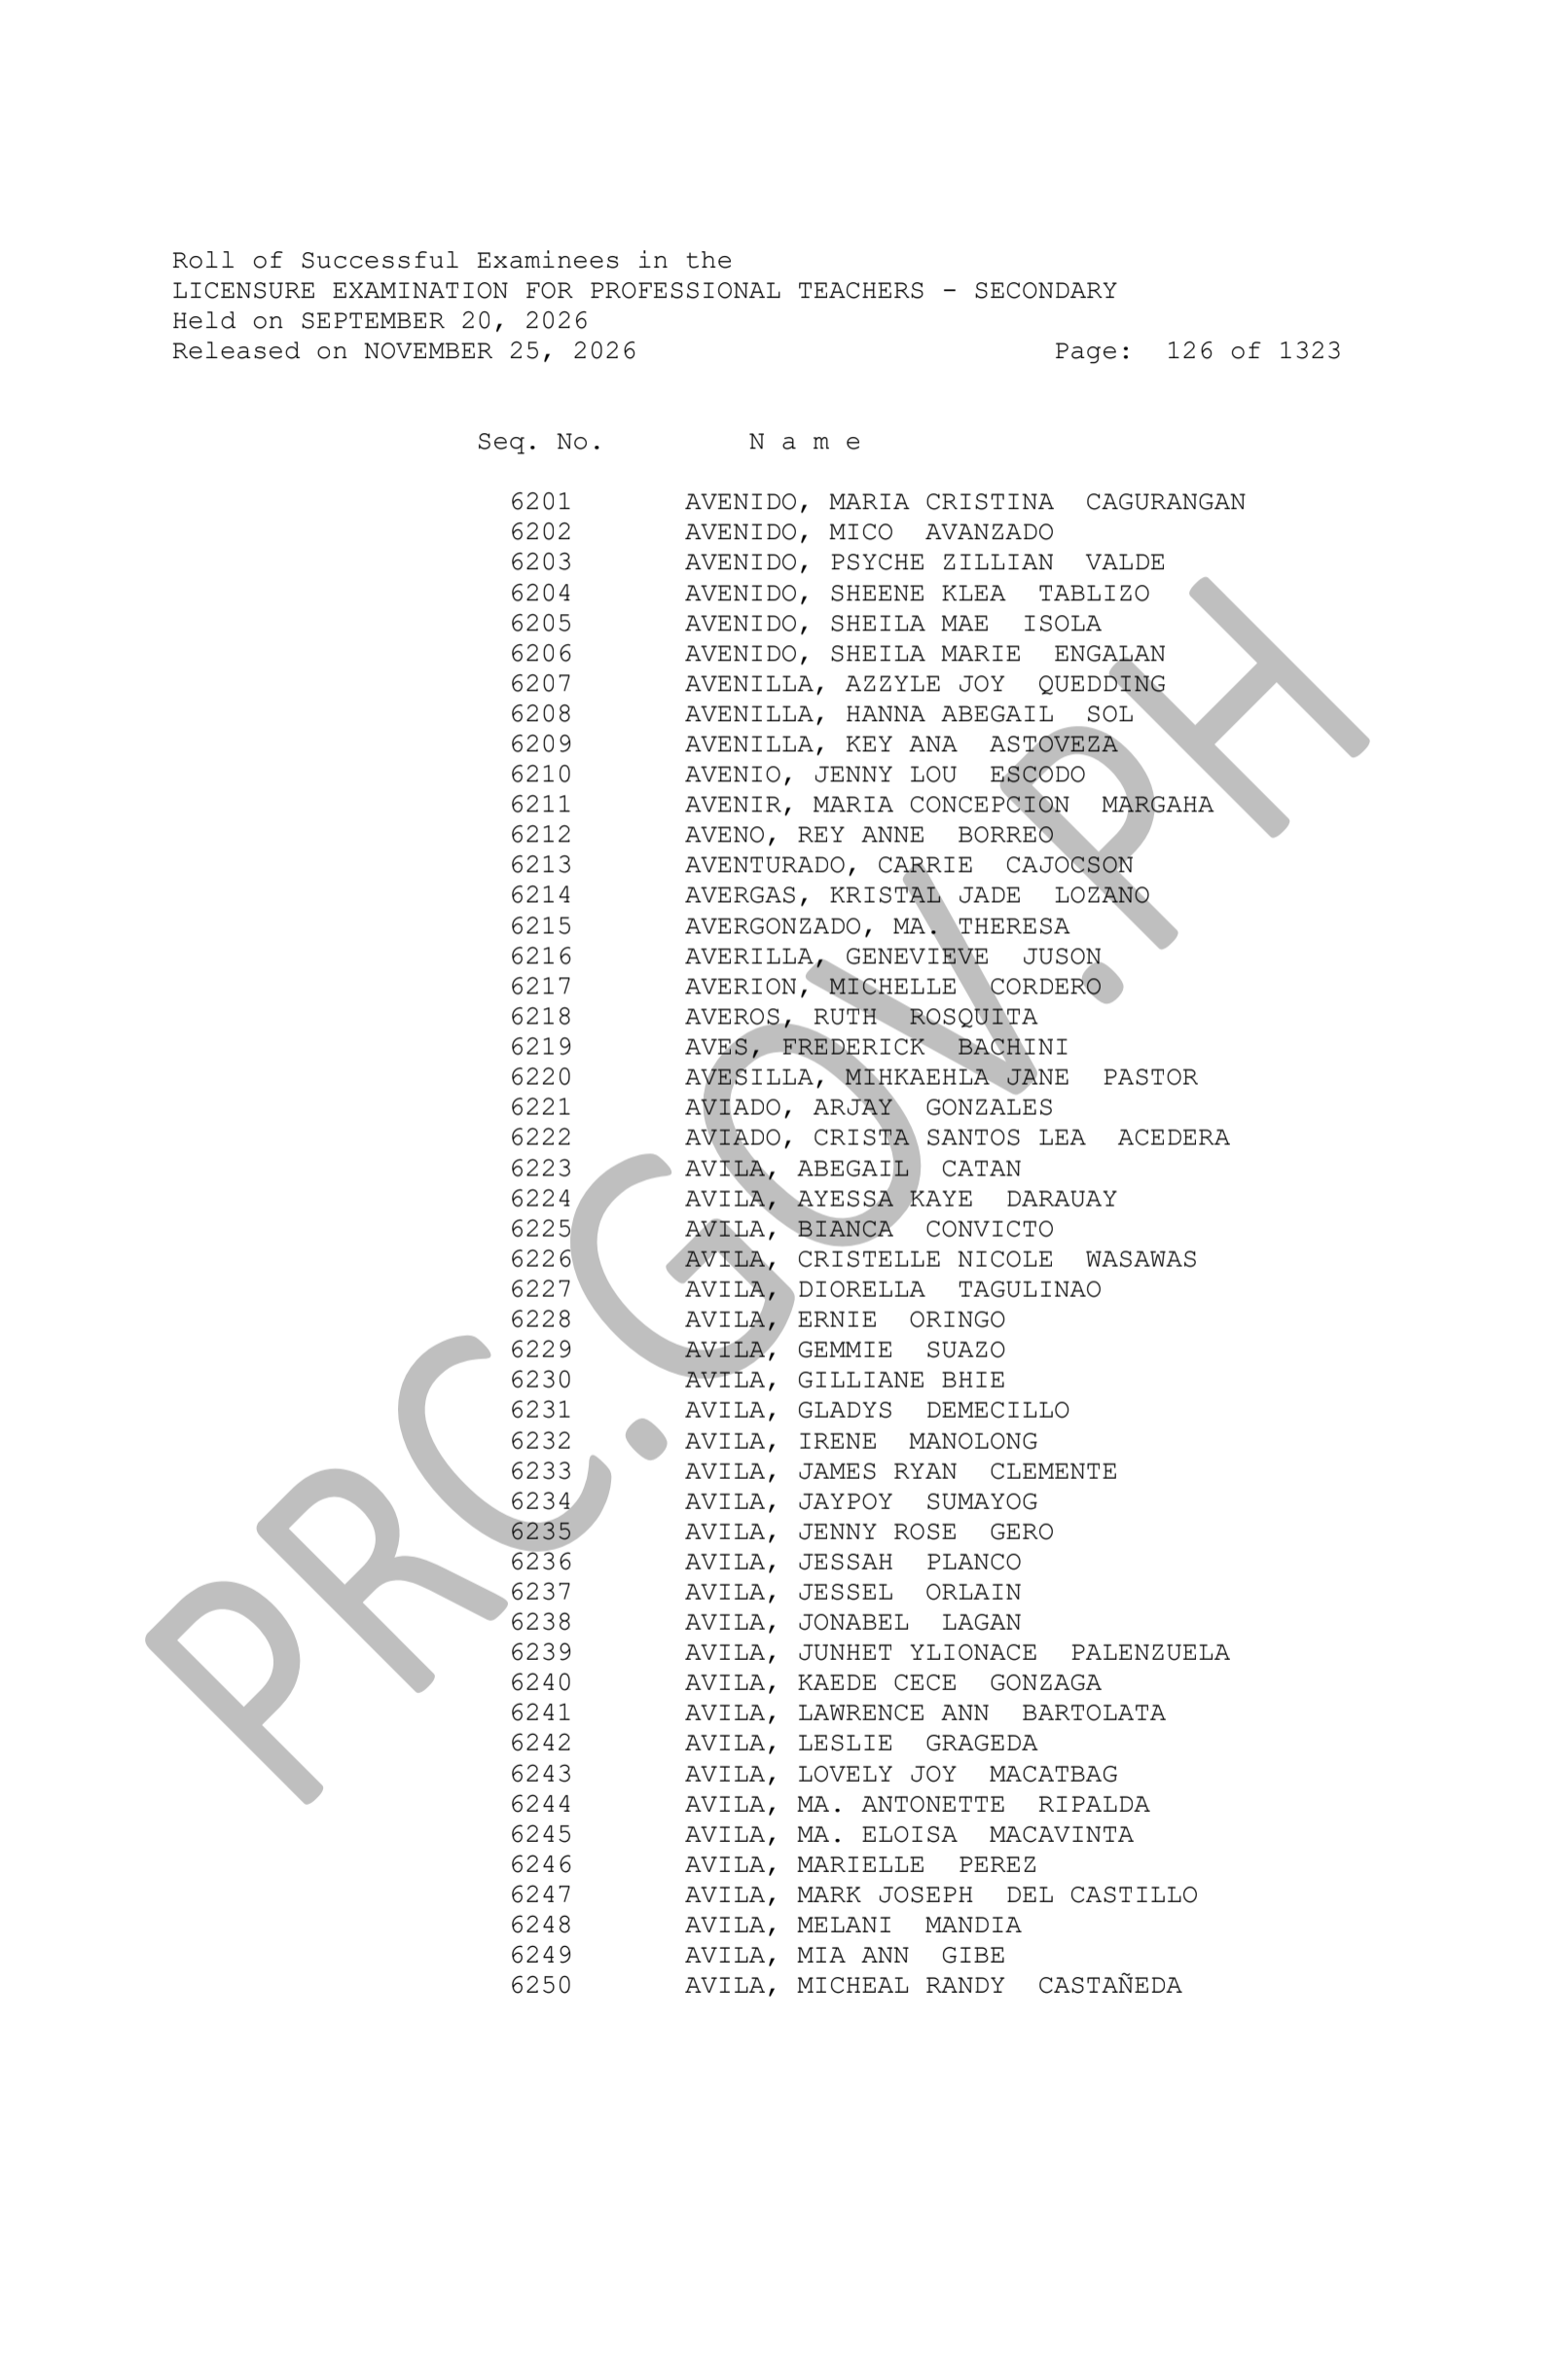 Roll of Successful Examinees in the
LICENSURE EXAMINATION FOR PROFESSIONAL TEACHERS - SECONDARY
Held on SEPTEMBER 20, 2026
Released on NOVEMBER 25, 2026 Page: 126 of 1323
Seq. No. N a m e
6201 AVENIDO, MARIA CRISTINA CAGURANGAN
6202 AVENIDO, MICO AVANZADO
6203 AVENIDO, PSYCHE ZILLIAN VALDE
6204 AVENIDO, SHEENE KLEA TABLIZO
6205 AVENIDO, SHEILA MAE ISOLA
6206 AVENIDO, SHEILA MARIE ENGALAN
6207 AVENILLA, AZZYLE JOY QUEDDING
6208 AVENILLA, HANNA ABEGAIL SOL
6209 AVENILLA, KEY ANA ASTOVEZA
6210 AVENIO, JENNY LOU ESCODO
6211 AVENIR, MARIA CONCEPCION MARGAHA
6212 AVENO, REY ANNE BORREO
6213 AVENTURADO, CARRIE CAJOCSON
6214 AVERGAS, KRISTAL JADE LOZANO
6215 AVERGONZADO, MA. THERESA
6216 AVERILLA, GENEVIEVE JUSON
6217 AVERION, MICHELLE CORDERO
6218 AVEROS, RUTH ROSQUITA
6219 AVES, FREDERICK BACHINI
6220 AVESILLA, MIHKAEHLA JANE PASTOR
6221 AVIADO, ARJAY GONZALES
6222 AVIADO, CRISTA SANTOS LEA ACEDERA
6223 AVILA, ABEGAIL CATAN
6224 AVILA, AYESSA KAYE DARAUAY
6225 AVILA, BIANCA CONVICTO
6226 AVILA, CRISTELLE NICOLE WASAWAS
6227 AVILA, DIORELLA TAGULINAO
6228 AVILA, ERNIE ORINGO
6229 AVILA, GEMMIE SUAZO
6230 AVILA, GILLIANE BHIE
6231 AVILA, GLADYS DEMECILLO
6232 AVILA, IRENE MANOLONG
6233 AVILA, JAMES RYAN CLEMENTE
6234 AVILA, JAYPOY SUMAYOG
6235 AVILA, JENNY ROSE GERO
6236 AVILA, JESSAH PLANCO
6237 AVILA, JESSEL ORLAIN
6238 AVILA, JONABEL LAGAN
6239 AVILA, JUNHET YLIONACE PALENZUELA
6240 AVILA, KAEDE CECE GONZAGA
6241 AVILA, LAWRENCE ANN BARTOLATA
6242 AVILA, LESLIE GRAGEDA
6243 AVILA, LOVELY JOY MACATBAG
6244 AVILA, MA. ANTONETTE RIPALDA
6245 AVILA, MA. ELOISA MACAVINTA
6246 AVILA, MARIELLE PEREZ
6247 AVILA, MARK JOSEPH DEL CASTILLO
6248 AVILA, MELANI MANDIA
6249 AVILA, MIA ANN GIBE
6250 AVILA, MICHEAL RANDY CASTAÑEDA
PRC.GOV.PH